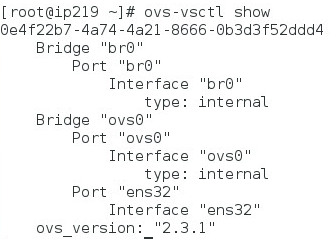 [root@ip219 ~]# ovs-vsctl show
0e4f22b7-4a74-4a21-8666-0b3d3f52ddd4
    Bridge "br0"
        Port "br0"
            Interface "br0"
                type: internal
    Bridge "ovs0"
        Port "ovs0"
            Interface "ovs0"
                type: internal
        Port "ens32"
            Interface "ens32"
    ovs_version: "2.3.1"